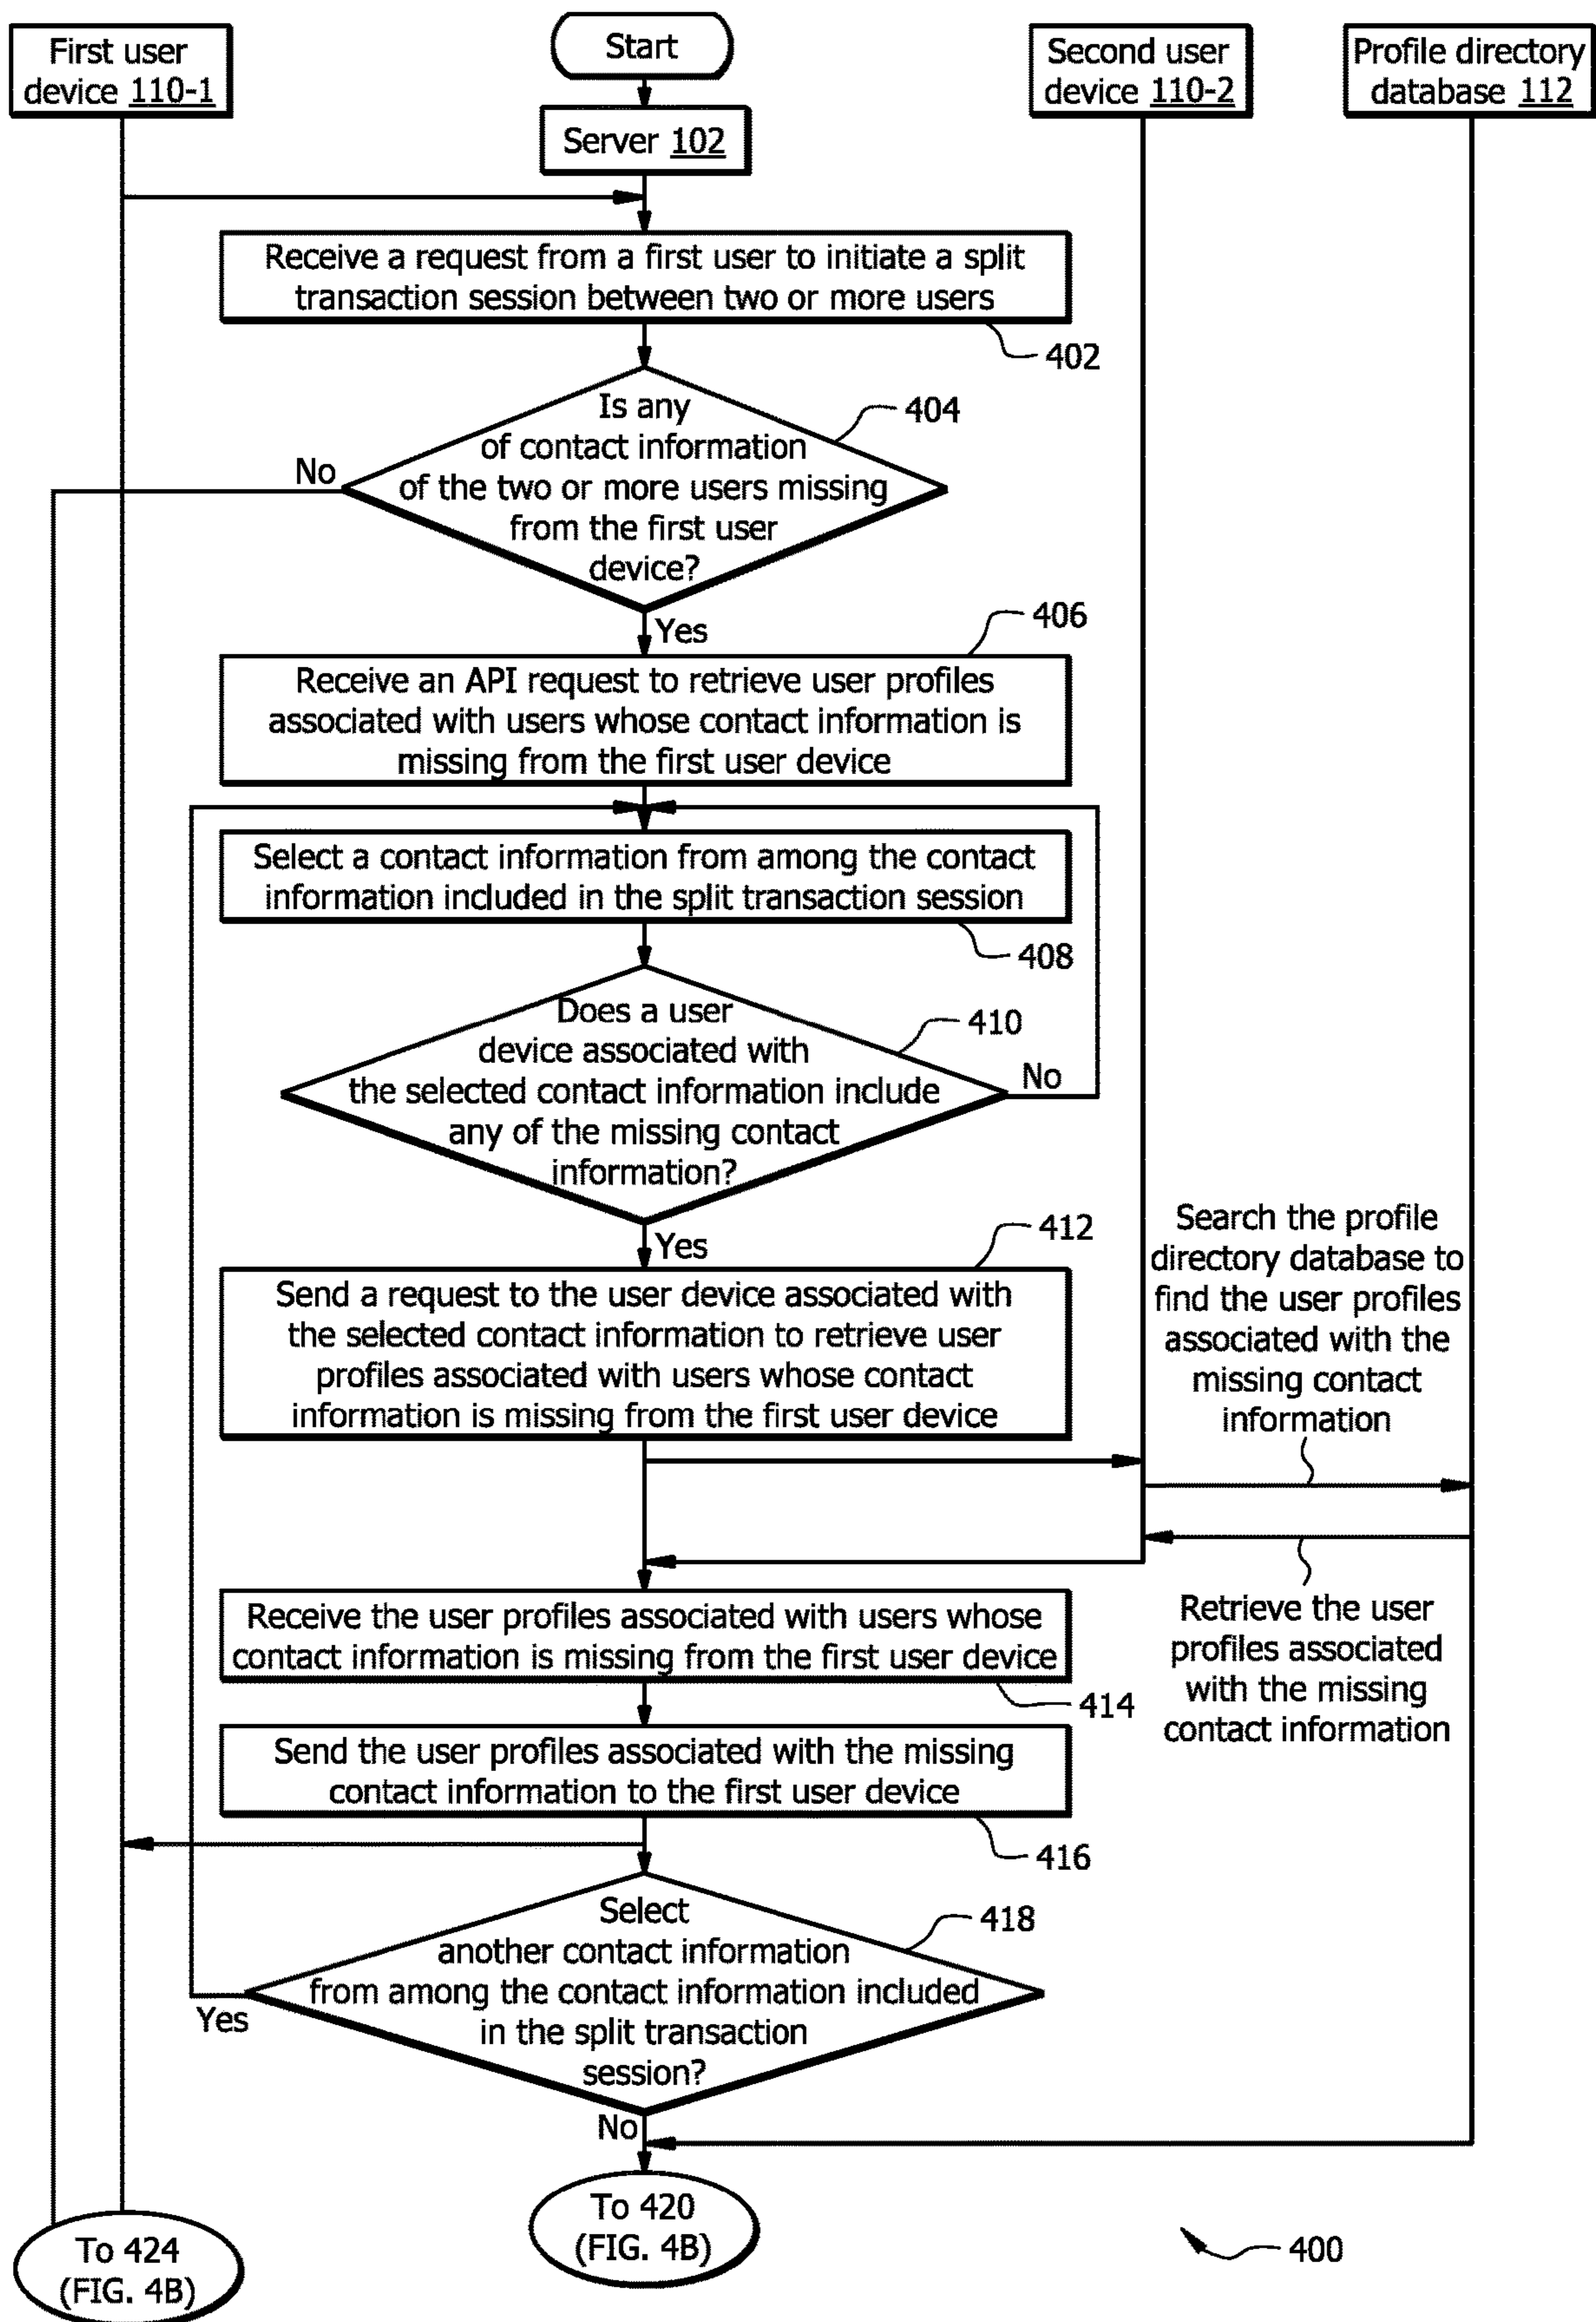 First user
device 110-1
Start
Server 102
Second user
device 110-2
Profile directory
database 112
Receive a request from a first user to initiate a split
transaction session between two or more users
402
Is any
of contact information
of the two or more users missing
from the first user
device?
404
No
Yes
406
Receive an API request to retrieve user profiles
associated with users whose contact information is
missing from the first user device
Select a contact information from among the contact
information included in the split transaction session
408
Does a user
device associated with
the selected contact information include
any of the missing contact
information?
410
No
Yes
412
Send a request to the user device associated with
the selected contact information to retrieve user
profiles associated with users whose contact
information is missing from the first user device
Search the profile
directory database to
find the user profiles
associated with the
missing contact
information
Retrieve the user
profiles associated
with the missing
contact information
Receive the user profiles associated with users whose
contact information is missing from the first user device
414
Send the user profiles associated with the missing
contact information to the first user device
416
Select
another contact information
from among the contact information included
in the split transaction
session?
418
Yes
No
To 424
(FIG. 4B)
To 420
(FIG. 4B)
400